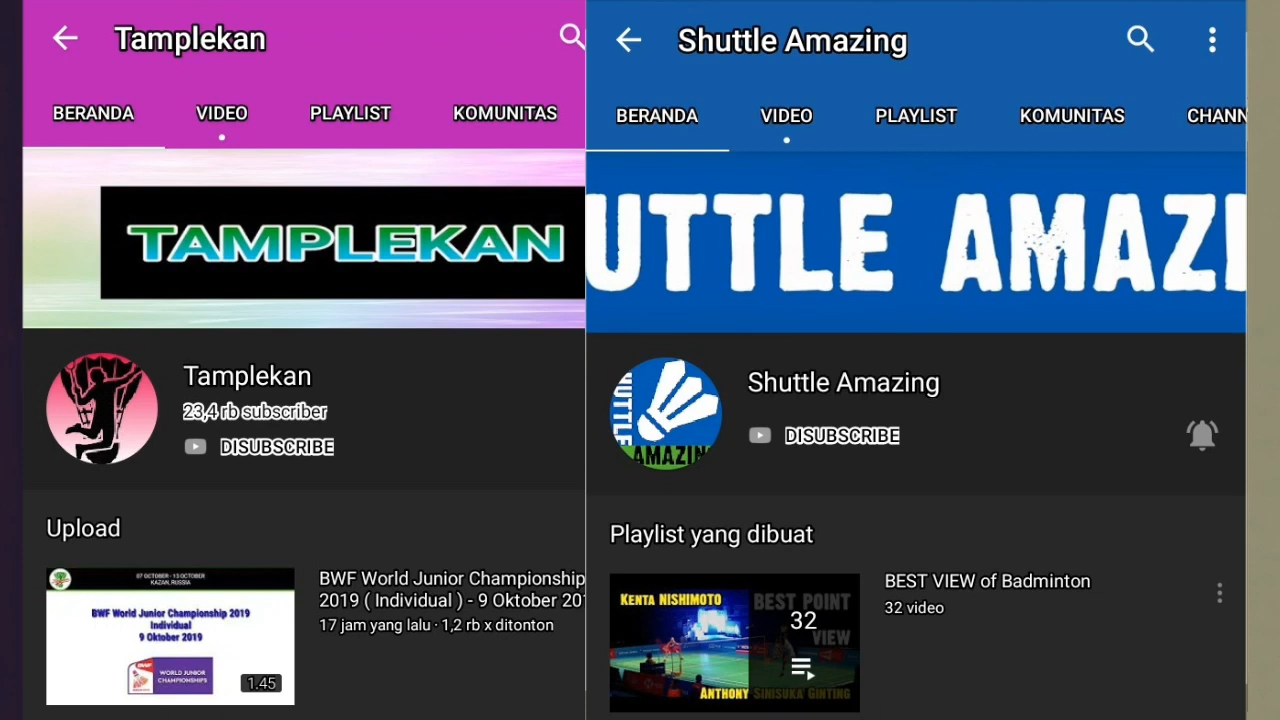 Tamplekan
BERANDA
VIDEO
PLAYLIST
KOMUNITAS
TAMPLEKAN
Tamplekan
23,4 rb subscriber
DISUBSCRIBE
Upload
07 OCTOBER - 13 OCTOBER
KAZAN, RUSSIA
BWF World Junior Championship 2019
Individual
9 Oktober 2019
WORLD JUNIOR
CHAMPIONSHIPS
1.45
BWF World Junior Championship
2019 ( Individual ) - 9 Oktober 20
17 jam yang lalu · 1,2 rb x ditonton
Shuttle Amazing
BERANDA
VIDEO
PLAYLIST
KOMUNITAS
CHANN
UTTLE AMAZI
UTTLE
AMAZIN
Shuttle Amazing
DISUBSCRIBE
Playlist yang dibuat
KENTA NISHIMOTO
BEST POINT
VIEW
32
ANTHONY SINISUKA GINTING
BEST VIEW of Badminton
32 video